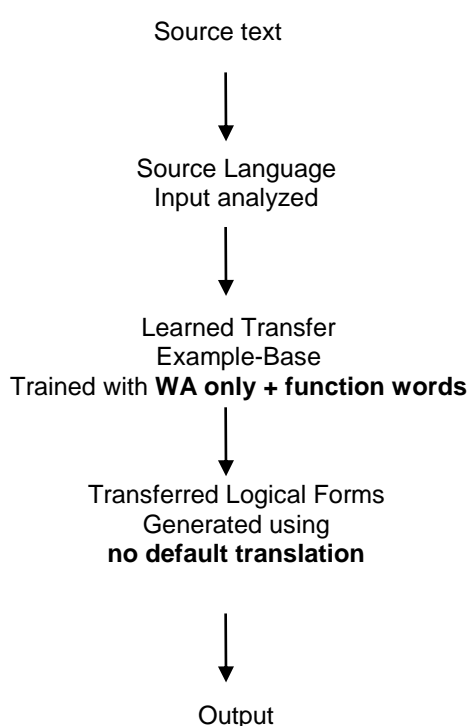 Source text
Source Language
Input analyzed
Learned Transfer
Example-Base
Trained with WA only + function words
Transferred Logical Forms
Generated using
no default translation
Output